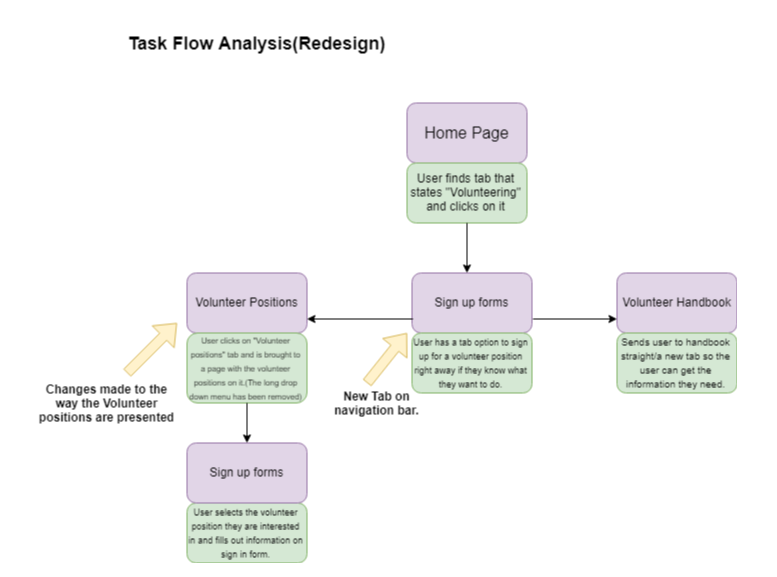 Task Flow Analysis(Redesign)
Home Page
User finds tab that
states "Volunteering"
and clicks on it
Volunteer Positions
User clicks on "Volunteer
positions" tab and is brought to
a page with the volunteer
positions on it.(The long drop
down menu has been removed)
Sign up forms
User has a tab option to sign
up for a volunteer position
right away if they know what
they want to do.
Volunteer Handbook
Sends user to handbook
straight/a new tab so the
user can get the
information they need.
Changes made to the
way the Volunteer
positions are presented
New Tab on
navigation bar.
Sign up forms
User selects the volunteer
position they are interested
in and fills out information on
sign in form.